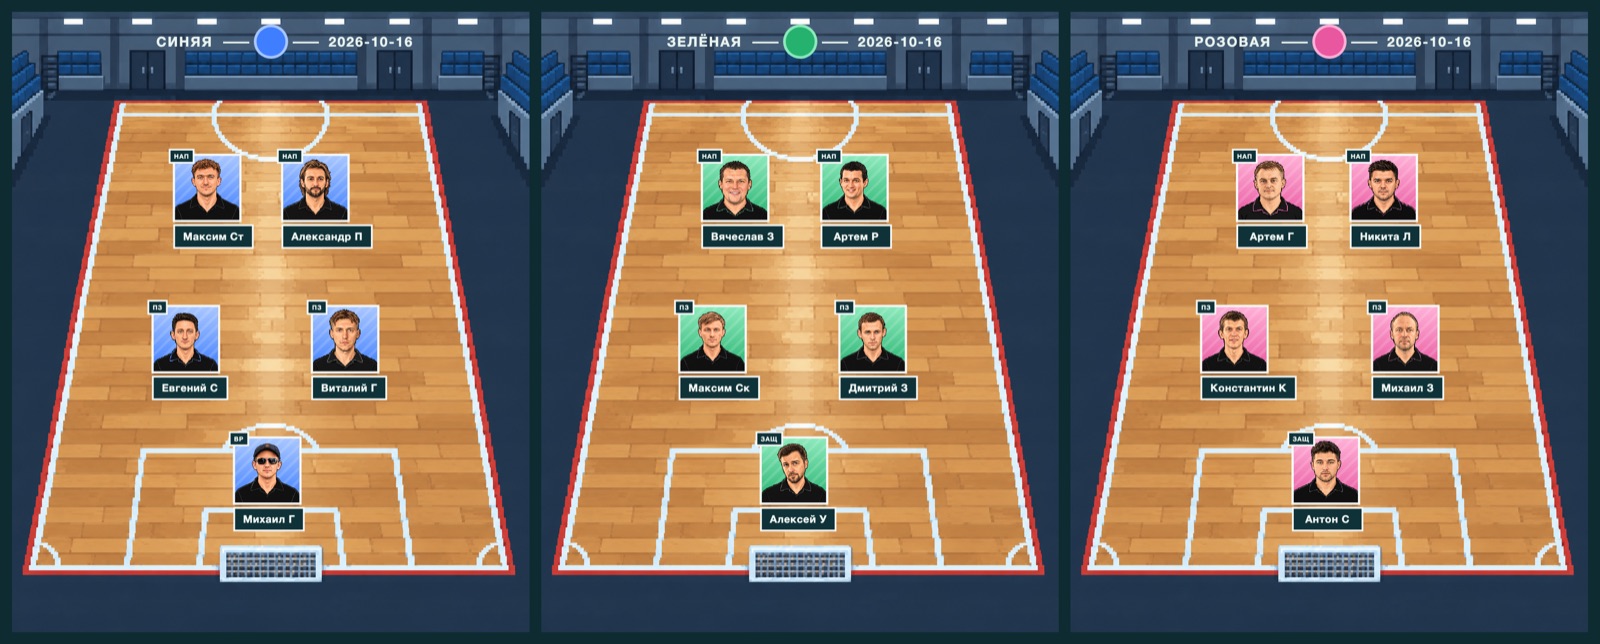 СИНЯЯ 2026-10-16
НАП НАП
Максим Ст Александр П
ПЗ ПЗ
Евгений С Виталий Г
ВР
Михаил Г
ЗЕЛЁНАЯ 2026-10-16
НАП НАП
Вячеслав З Артем Р
ПЗ ПЗ
Максим Ск Дмитрий З
ЗАЩ
Алексей У
РОЗОВАЯ 2026-10-16
НАП НАП
Артем Г Никита Л
ПЗ ПЗ
Константин К Михаил З
ЗАЩ
Антон С